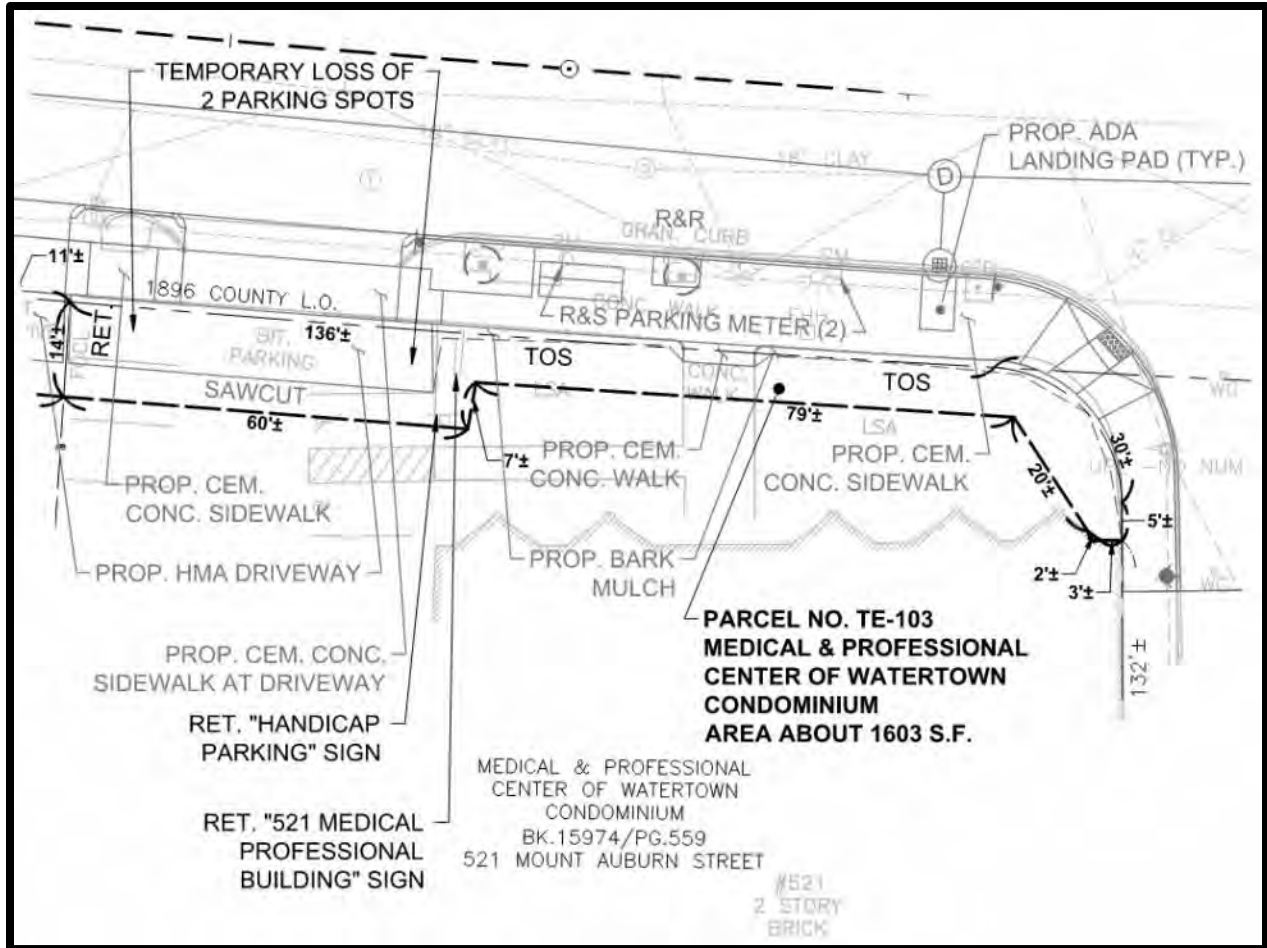 TEMPORARY LOSS OF
2 PARKING SPOTS
PROP. ADA
LANDING PAD (TYP.)
18" CLAY
D
R&R
GRAN. CURB
11'±
1896 COUNTY L.O.
CONC. WALK
R&S PARKING METER (2)
14'±
RET.
136'±
BIT.
PARKING
TOS
TOS
SAWCUT
CONC.
WALK
LSA
60'±
79'±
LSA
7'±
PROP. CEM.
CONC. WALK
PROP. CEM.
CONC. SIDEWALK
30'±
20'±
5'±
2'±
3'±
132'±
PROP. CEM.
CONC. SIDEWALK
PROP. HMA DRIVEWAY
PROP. BARK
MULCH
PROP. CEM. CONC.
SIDEWALK AT DRIVEWAY
PARCEL NO. TE-103
MEDICAL & PROFESSIONAL
CENTER OF WATERTOWN
CONDOMINIUM
AREA ABOUT 1603 S.F.
RET. "HANDICAP
PARKING" SIGN
MEDICAL & PROFESSIONAL
CENTER OF WATERTOWN
CONDOMINIUM
BK.15974/PG.559
521 MOUNT AUBURN STREET
RET. "521 MEDICAL
PROFESSIONAL
BUILDING" SIGN
#521
2 STORY
BRICK